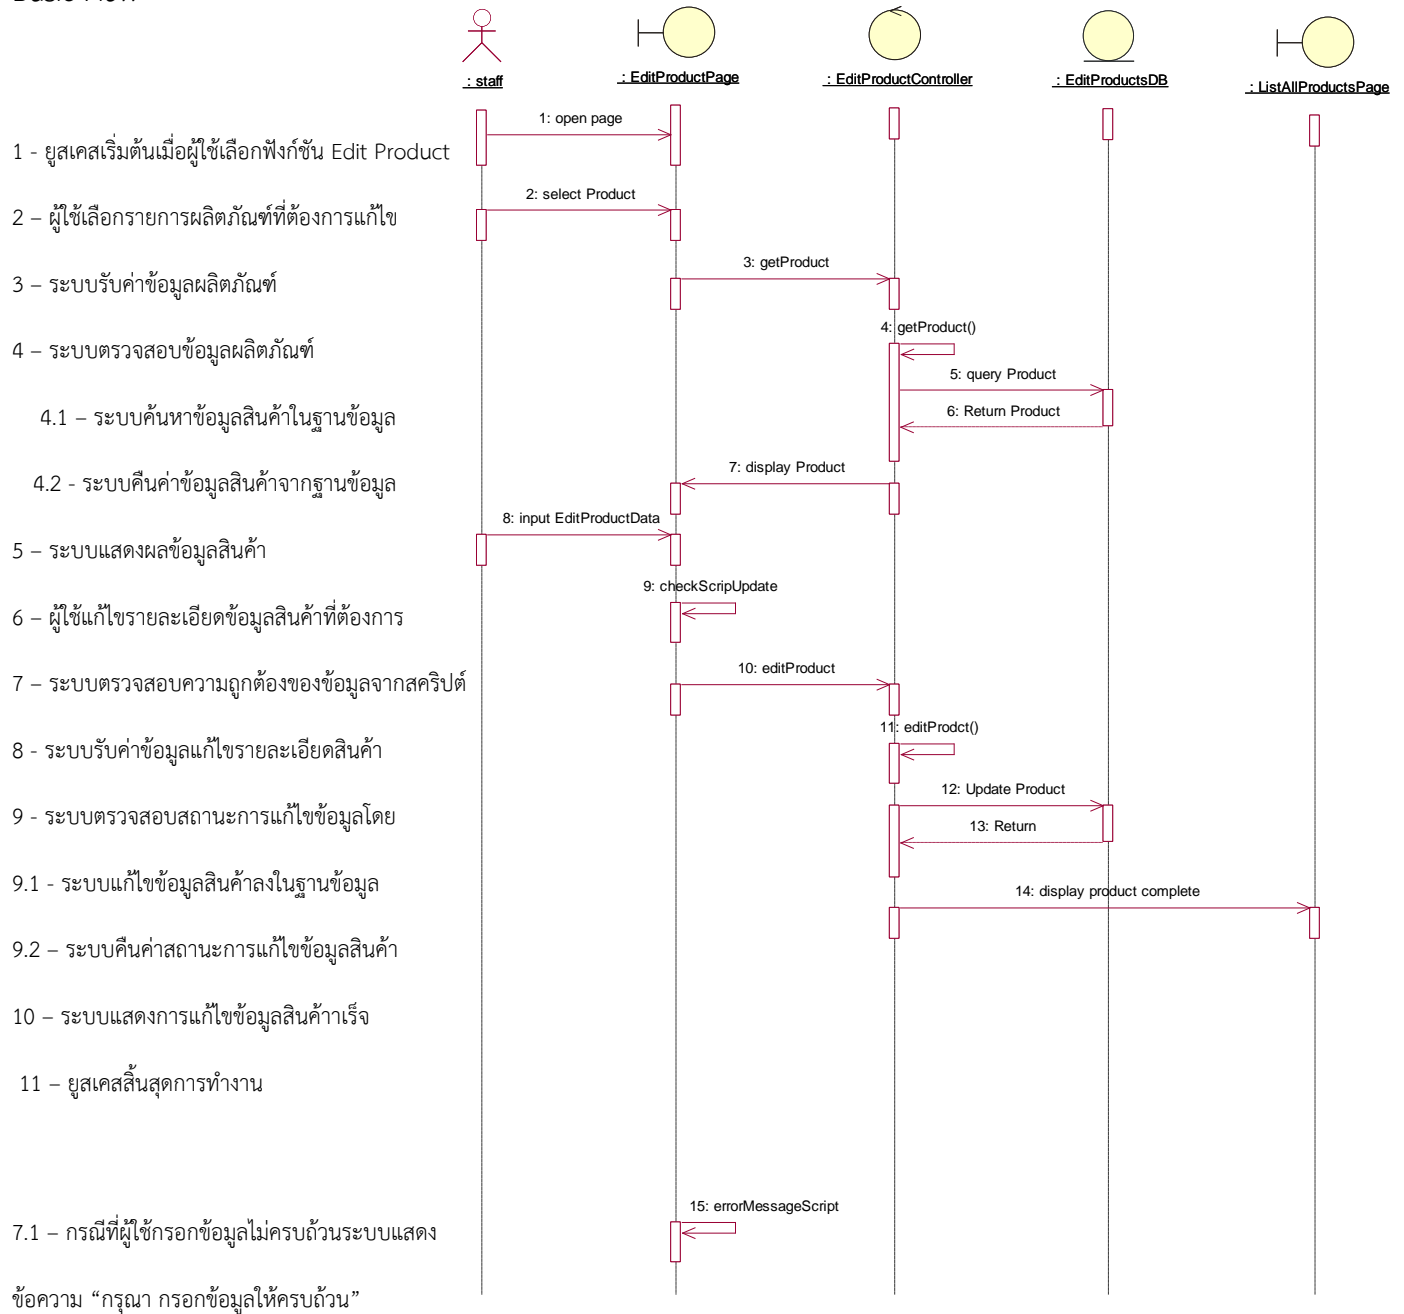 : staff
: EditProductPage
: EditProductController
: EditProductsDB
: ListAllProductsPage
1: open page
1 - ยูสเคสเริ่มต้นเมื่อผู้ใช้เลือกฟังก์ชัน Edit Product
2: select Product
2 – ผู้ใช้เลือกรายการผลิตภัณฑ์ที่ต้องการแก้ไข
3: getProduct
3 – ระบบรับค่าข้อมูลผลิตภัณฑ์
4: getProduct()
4 – ระบบตรวจสอบข้อมูลผลิตภัณฑ์
5: query Product
6: Return Product
4.1 – ระบบค้นหาข้อมูลสินค้าในฐานข้อมูล
7: display Product
4.2 - ระบบคืนค่าข้อมูลสินค้าจากฐานข้อมูล
8: input EditProductData
5 – ระบบแสดงผลข้อมูลสินค้า
9: checkScripUpdate
6 – ผู้ใช้แก้ไขรายละเอียดข้อมูลสินค้าที่ต้องการ
10: editProduct
7 – ระบบตรวจสอบความถูกต้องของข้อมูลจากสคริปต์
11: editProdct()
8 - ระบบรับค่าข้อมูลแก้ไขรายละเอียดสินค้า
12: Update Product
9 - ระบบตรวจสอบสถานะการแก้ไขข้อมูลโดย
13: Return
9.1 - ระบบแก้ไขข้อมูลสินค้าลงในฐานข้อมูล
14: display product complete
9.2 – ระบบคืนค่าสถานะการแก้ไขข้อมูลสินค้า
10 – ระบบแสดงการแก้ไขข้อมูลสินค้าาเร็จ
11 – ยูสเคสสิ้นสุดการทำงาน
15: errorMessageScript
7.1 – กรณีที่ผู้ใช้กรอกข้อมูลไม่ครบถ้วนระบบแสดง
ข้อความ “กรุณา กรอกข้อมูลให้ครบถ้วน”